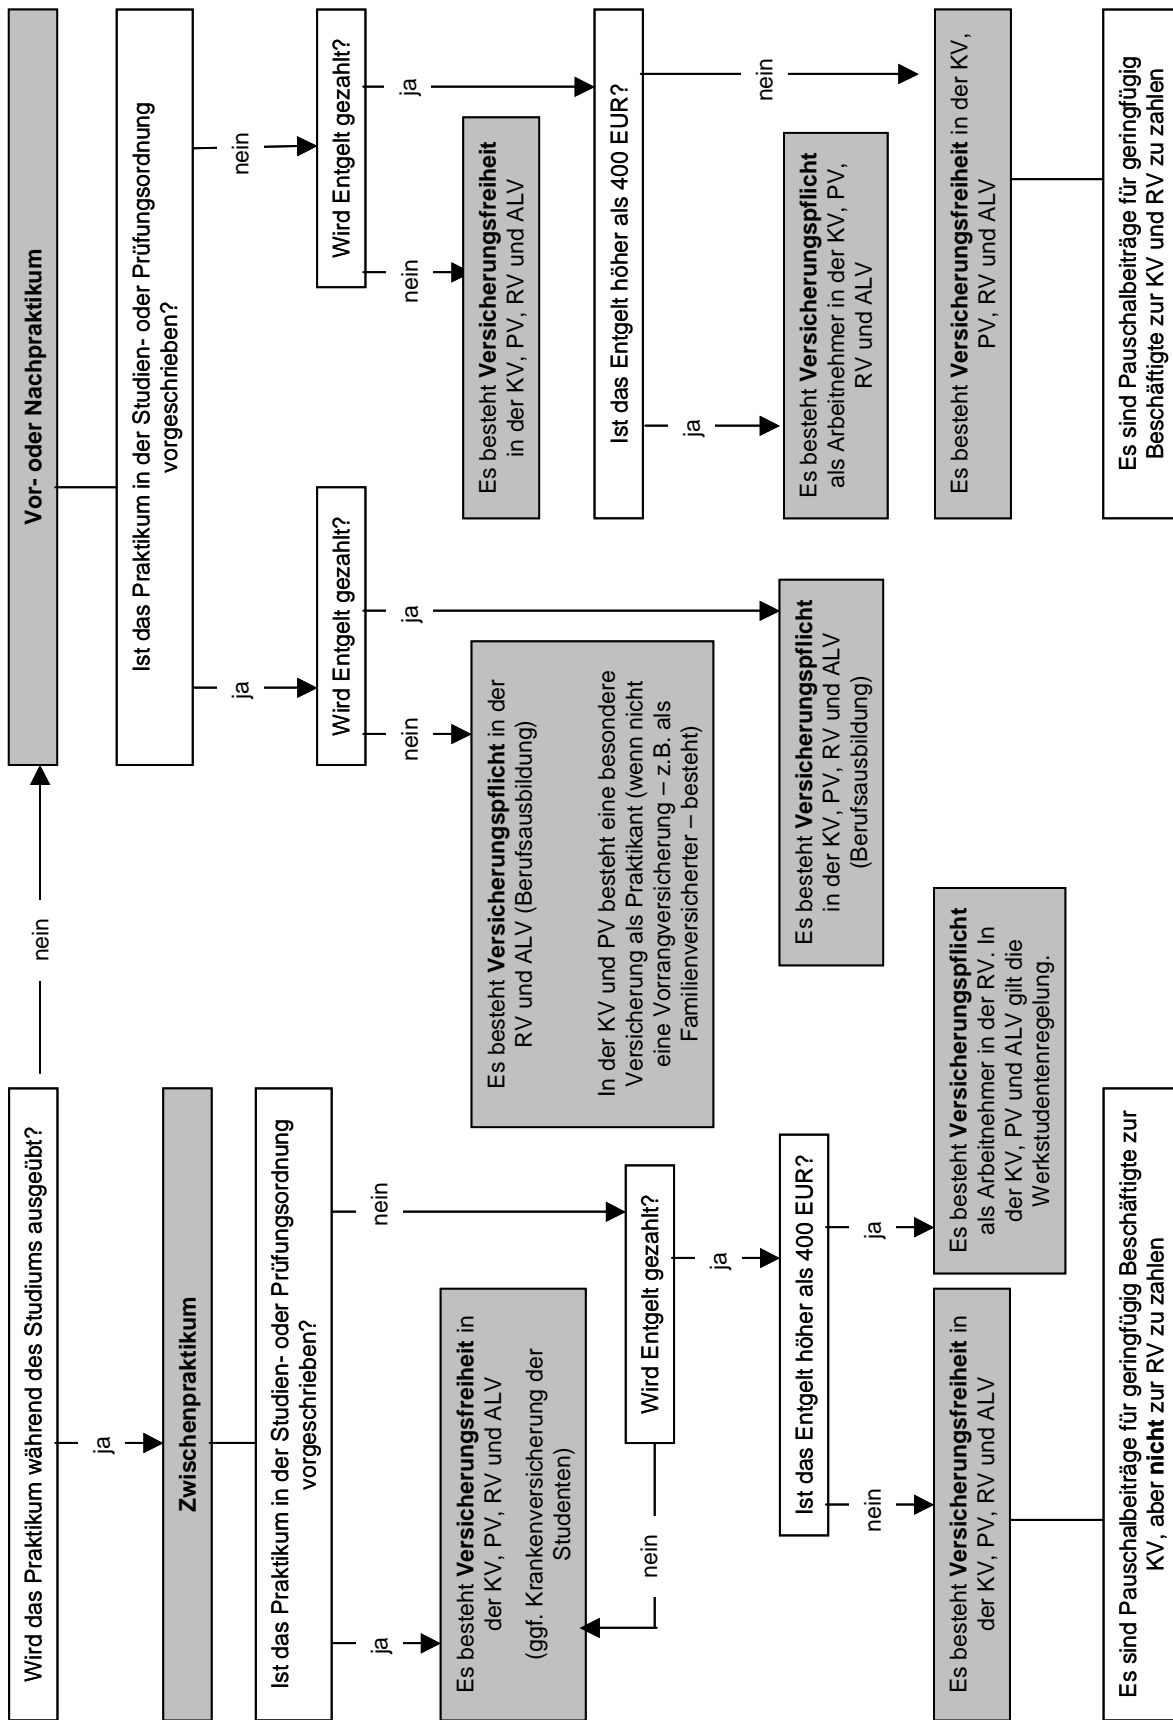 Wird das Praktikum während des Studiums ausgeübt?
nein
ja
Zwischenpraktikum
Ist das Praktikum in der Studien- oder Prüfungsordnung
vorgeschrieben?
ja
nein
Es besteht Versicherungsfreiheit in
der KV, PV, RV und ALV
(ggf. Krankenversicherung der
Studenten)
Wird Entgelt gezahlt?
nein
ja
Ist das Entgelt höher als 400 EUR?
nein
ja
Es besteht Versicherungsfreiheit in
der KV, PV, RV und ALV
Es besteht Versicherungspflicht
als Arbeitnehmer in der RV. In
der KV, PV und ALV gilt die
Werkstudentenregelung.
Es sind Pauschalbeiträge für geringfügig Beschäftigte zur
KV, aber nicht zur RV zu zahlen
Vor- oder Nachpraktikum
Ist das Praktikum in der Studien- oder Prüfungsordnung
vorgeschrieben?
ja
nein
Wird Entgelt gezahlt?
nein
ja
Es besteht Versicherungspflicht in der
RV und ALV (Berufsausbildung)
In der KV und PV besteht eine besondere
Versicherung als Praktikant (wenn nicht
eine Vorrangversicherung – z.B. als
Familienversicherter – besteht)
Es besteht Versicherungspflicht
in der KV, PV, RV und ALV
(Berufsausbildung)
Wird Entgelt gezahlt?
nein
ja
Es besteht Versicherungsfreiheit
in der KV, PV, RV und ALV
Ist das Entgelt höher als 400 EUR?
ja
nein
Es besteht Versicherungspflicht
als Arbeitnehmer in der KV, PV,
RV und ALV
Es besteht Versicherungsfreiheit in der KV,
PV, RV und ALV
Es sind Pauschalbeiträge für geringfügig
Beschäftigte zur KV und RV zu zahlen